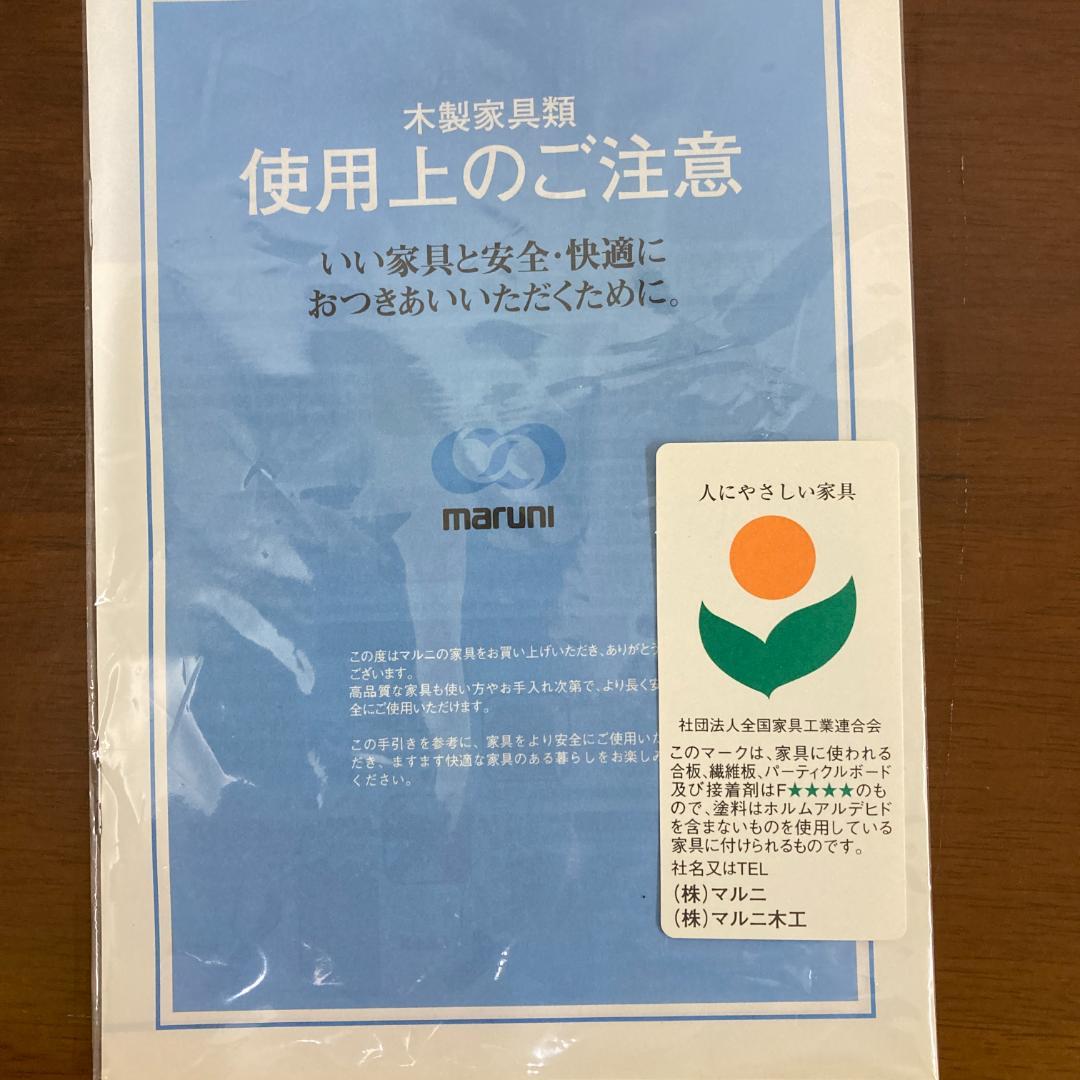 木製家具類
使用上のご注意
いい家具と安全・快適に
おつきあいいただくために。
maruni
この度はマルニの家具をお買い上げいただき、ありがとう
ございます。
高品質な家具も使い方やお手入れ次第で、より長く安
全にご使用いただけます。
この手引きを参考に、家具をより安全にご使用いた
だき、ますます快適な家具のある暮らしをお楽しみ
ください。
人にやさしい家具
社団法人全国家具工業連合会
このマークは、家具に使われる
合板、繊維板、パーティクルボード
及び接着剤はF★★★★のも
ので、塗料はホルムアルデヒド
を含まないものを使用している
家具に付けられるものです。
社名又はTEL
(株)マルニ
(株)マルニ木工